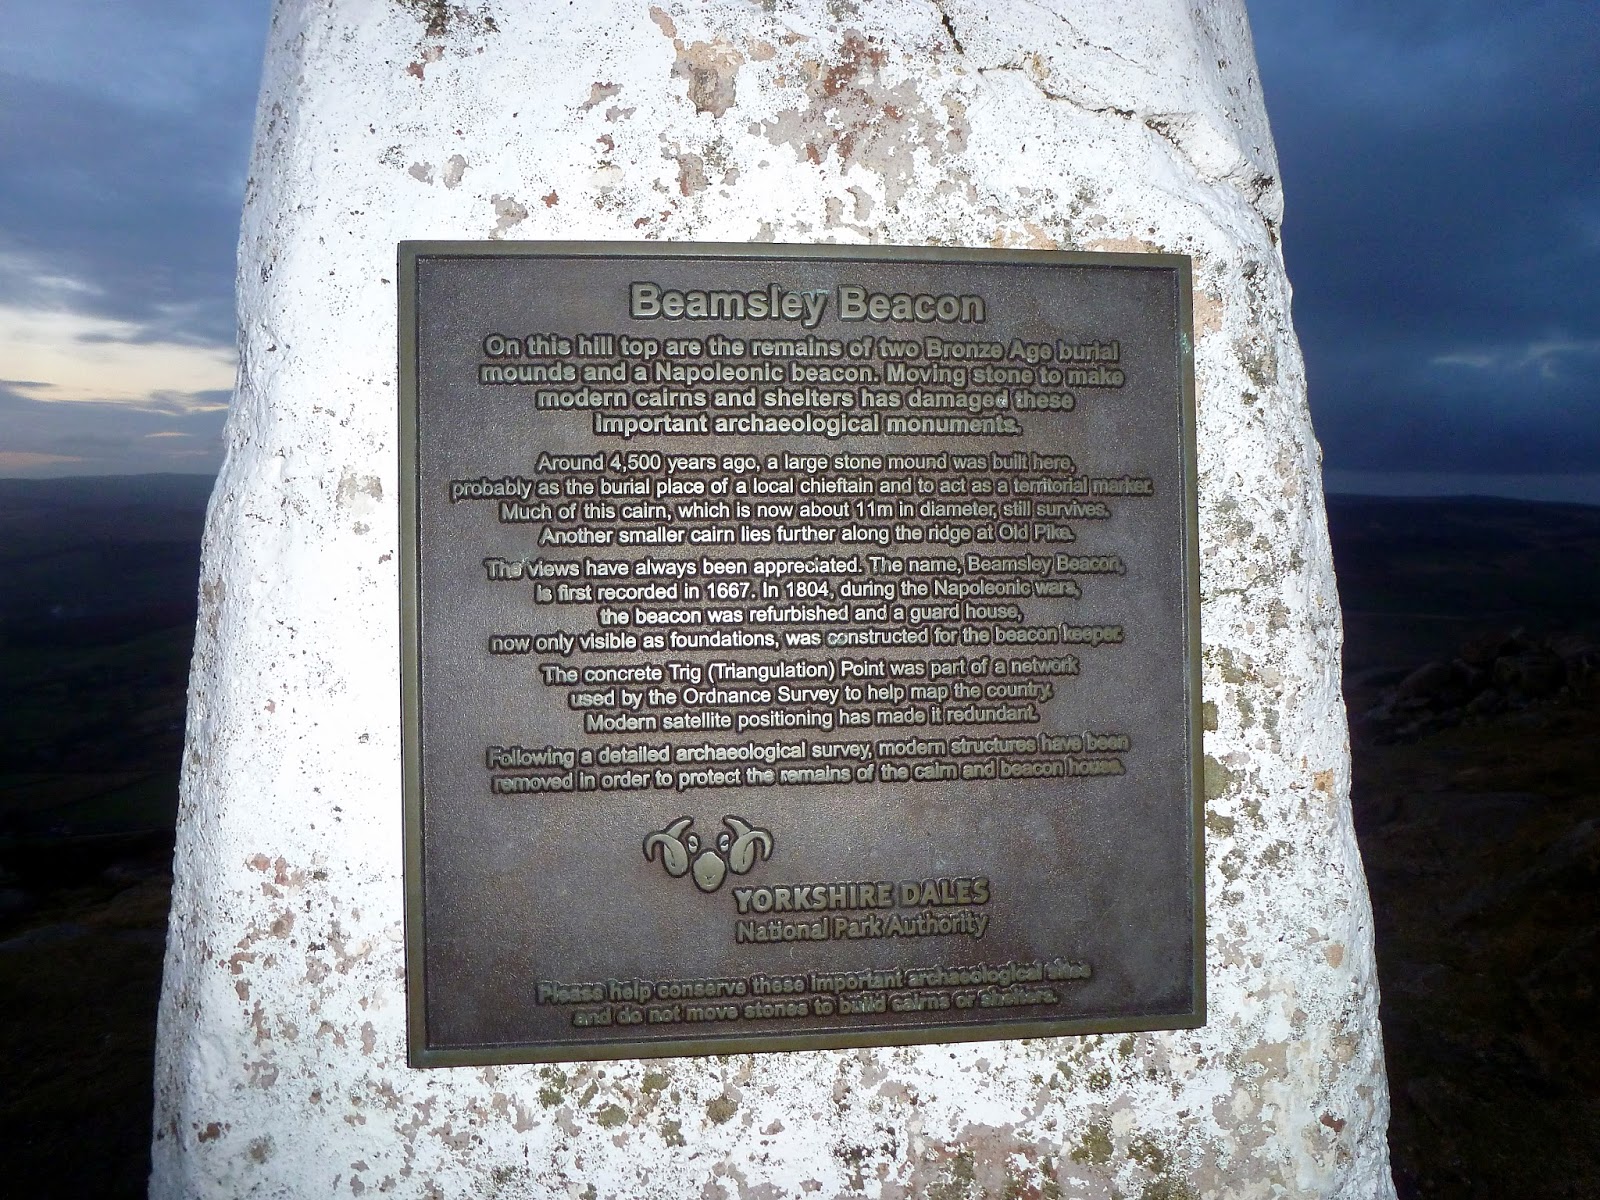 Beamsley Beacon
On this hill top are the remains of two Bronze Age burial
mounds and a Napoleonic beacon. Moving stone to make
modern cairns and shelters has damaged these
important archaeological monuments.
Around 4,500 years ago, a large stone mound was built here,
probably as the burial place of a local chieftain and to act as a territorial marker.
Much of this cairn, which is now about 11m in diameter, still survives.
Another smaller cairn lies further along the ridge at Old Pike.
The views have always been appreciated. The name, Beamsley Beacon,
is first recorded in 1667. In 1804, during the Napoleonic wars,
the beacon was refurbished and a guard house,
now only visible as foundations, was constructed for the beacon keeper.
The concrete Trig (Triangulation) Point was part of a network
used by the Ordnance Survey to help map the country.
Modern satellite positioning has made it redundant.
Following a detailed archaeological survey, modern structures have been
removed in order to protect the remains of the cairn and beacon house.
YORKSHIRE DALES
National Park Authority
Please help conserve these important archaeological sites
and do not move stones to build cairns or shelters.